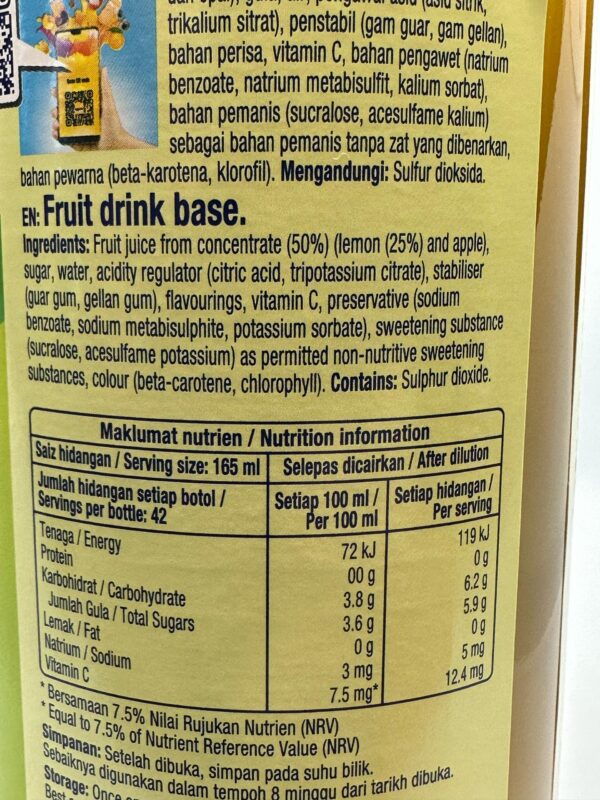 trikalium sitrat), penstabil (gam guar, gam gellan),
bahan perisa, vitamin C, bahan pengawet (natrium
benzoate, natrium metabisulfit, kalium sorbat),
bahan pemanis (sucralose, acesulfame kalium)
sebagai bahan pemanis tanpa zat yang dibenarkan,
bahan pewarna (beta-karotena, klorofil). Mengandungi: Sulfur dioksida.
EN: Fruit drink base.
Ingredients: Fruit juice from concentrate (50%) (lemon (25%) and apple),
sugar, water, acidity regulator (citric acid, tripotassium citrate), stabiliser
(guar gum, gellan gum), flavourings, vitamin C, preservative (sodium
benzoate, sodium metabisulphite, potassium sorbate), sweetening substance
(sucralose, acesulfame potassium) as permitted non-nutritive sweetening
substances, colour (beta-carotene, chlorophyll). Contains: Sulphur dioxide.
Maklumat nutrien / Nutrition information
Saiz hidangan / Serving size: 165 ml Selepas dicairkan / After dilution
Jumlah hidangan setiap botol /
Servings per bottle: 42
Setiap 100 ml /
Per 100 ml
Setiap hidangan /
Per serving
Tenaga / Energy 72 kJ 119 kJ
Protein 00 g 0 g
Karbohidrat / Carbohydrate 3.8 g 6.2 g
Jumlah Gula / Total Sugars 3.6 g 5.9 g
Lemak / Fat 0 g 0 g
Natrium / Sodium 3 mg 5 mg
Vitamin C 7.5 mg* 12.4 mg
* Bersamaan 7.5% Nilai Rujukan Nutrien (NRV)
* Equal to 7.5% of Nutrient Reference Value (NRV)
Simpanan: Setelah dibuka, simpan pada suhu bilik.
Sebaiknya digunakan dalam tempoh 8 minggu dari tarikh dibuka.
Storage: Once